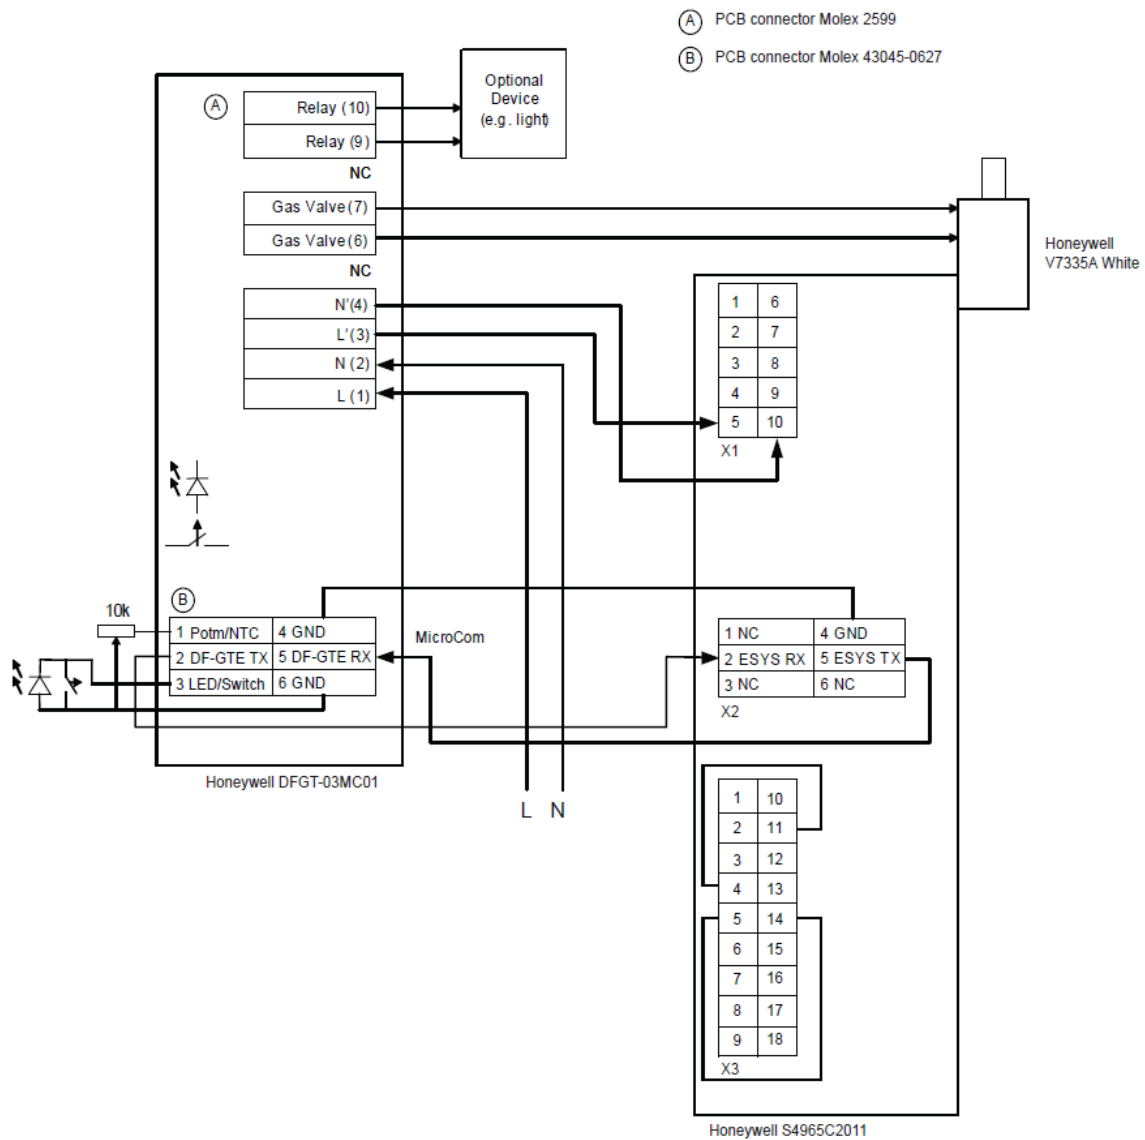 A PCB connector Molex 2599
B PCB connector Molex 43045-0627
A
Relay (10)
Relay (9)
NC
Gas Valve (7)
Gas Valve (6)
NC
N'(4)
L'(3)
N (2)
L (1)
Optional
Device
(e.g. light)
Honeywell
V7335A White
1 6
2 7
3 8
4 9
5 10
X1
B
10k
1 Potm/NTC 4 GND
2 DF-GTE TX 5 DF-GTE RX
3 LED/Switch 6 GND
MicroCom
1 NC 4 GND
2 ESYS RX 5 ESYS TX
3 NC 6 NC
X2
Honeywell DFGT-03MC01
L N
1 10
2 11
3 12
4 13
5 14
6 15
7 16
8 17
9 18
X3
Honeywell S4965C2011